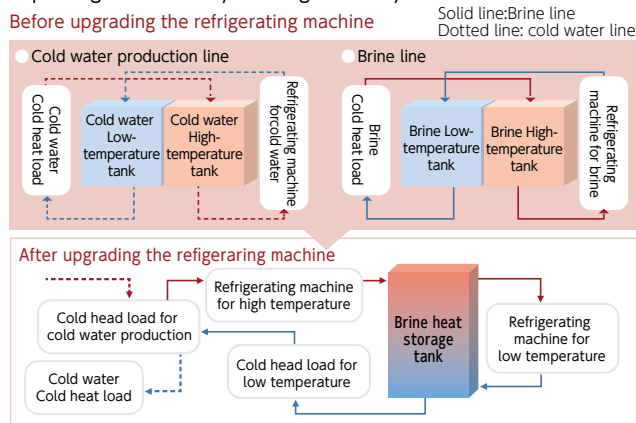 Before upgrading the refrigerating machine
Solid line:Brine line
Dotted line: cold water line
Cold water production line
Cold water
Cold heat load
Cold water
Low-
temperature
tank
Cold water
High-
temperature
tank
Refrigerating machine
forcold water
Brine line
Brine
Cold heat load
Brine Low-
temperature
tank
Brine High-
temperature
tank
Refrigerating
machine for brine
After upgrading the refigeraring machine
Cold head load for
cold water production
Refrigerating machine
for high temperature
Brine heat
storage
tank
Refrigerating
machine for
low temperature
Cold head load for
low temperature
Cold water
Cold heat load